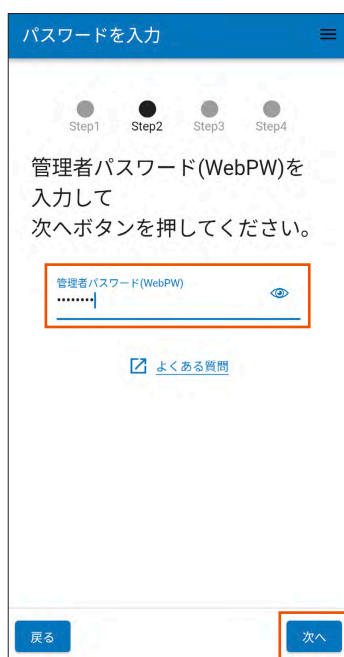 パスワードを入力
Step1 Step2 Step3 Step4
管理者パスワード(WebPW)を
入力して
次へボタンを押してください。
管理者パスワード(WebPW)
••••••••
よくある質問
戻る 次へ